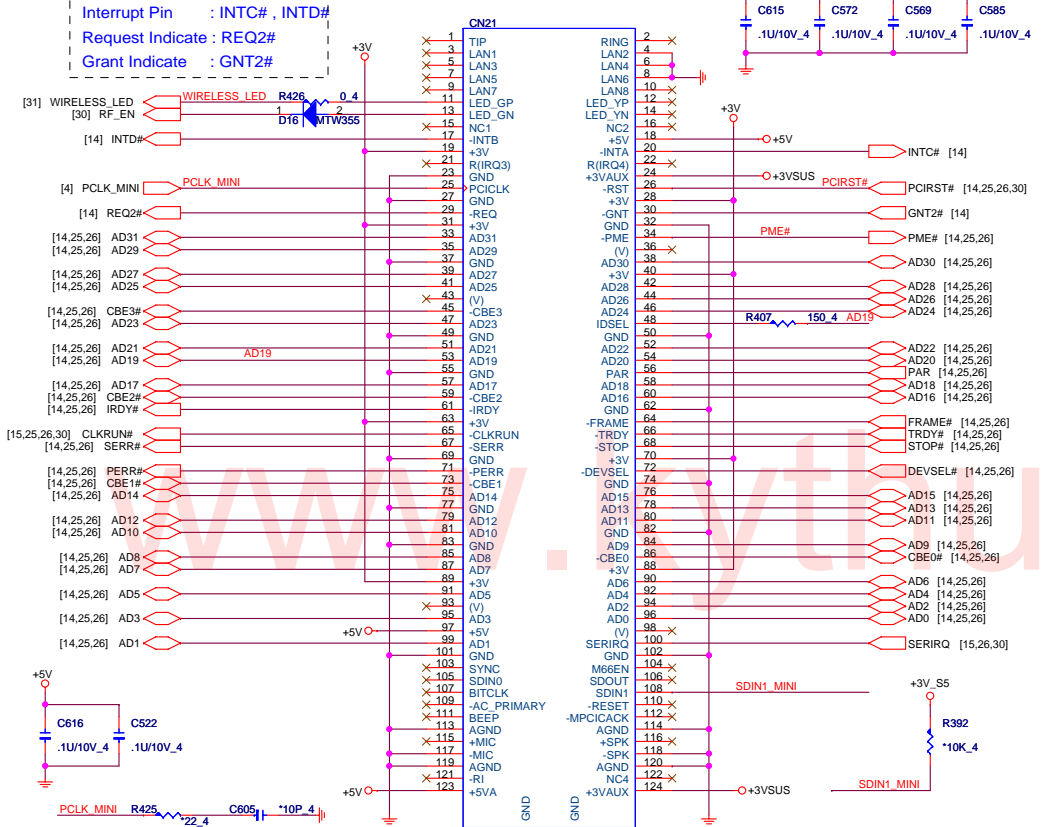 Interrupt Pin : INTC# , INTD#
Request Indicate : REQ2#
Grant Indicate : GNT2#
C615 C572 C569 C585
.1U/10V_4 .1U/10V_4 .1U/10V_4 .1U/10V_4
CN21
+3V
1 TIP RING 2
3 LAN1 LAN2 4
5 LAN3 LAN4 6
7 LAN5 LAN6 8
9 LAN7 LAN8 10
[31] WIRELESS_LED WIRELESS_LED R426 0_4 11 LED_GP LED_YP 12
[30] RF_EN 1 D16 2 MTW355 13 LED_GN LED_YN 14 +3V
15 NC1 NC2 16
[14] INTD# 17 -INTB +5V 18 +5V
19 +3V -INTA 20 INTC# [14]
21 R(IRQ3) R(IRQ4) 22
23 GND +3VAUX 24 +3VSUS
[4] PCLK_MINI PCLK_MINI 25 PCICLK -RST 26 PCIRST# PCIRST# [14,25,26,30]
27 GND +3V 28
[14] REQ2# 29 -REQ -GNT 30 GNT2# [14]
31 +3V GND 32
[14,25,26] AD31 33 AD31 -PME 34 PME# PME# [14,25,26]
[14,25,26] AD29 35 AD29 (V) 36
37 GND AD30 38 AD30 [14,25,26]
[14,25,26] AD27 39 AD27 +3V 40
[14,25,26] AD25 41 AD25 AD28 42 AD28 [14,25,26]
43 (V) AD26 44 AD26 [14,25,26]
[14,25,26] CBE3# 45 -CBE3 AD24 46 AD24 [14,25,26]
[14,25,26] AD23 47 AD23 IDSEL 48 R407 150_4 AD19
49 GND GND 50
[14,25,26] AD21 51 AD21 AD22 52 AD22 [14,25,26]
[14,25,26] AD19 AD19 53 AD19 AD20 54 AD20 [14,25,26]
55 GND PAR 56 PAR [14,25,26]
[14,25,26] AD17 57 AD17 AD18 58 AD18 [14,25,26]
[14,25,26] CBE2# 59 -CBE2 AD16 60 AD16 [14,25,26]
[14,25,26] IRDY# 61 -IRDY GND 62
63 +3V -FRAME 64 FRAME# [14,25,26]
[15,25,26,30] CLKRUN# 65 -CLKRUN -TRDY 66 TRDY# [14,25,26]
[14,25,26] SERR# 67 -SERR -STOP 68 STOP# [14,25,26]
69 GND +3V 70
[14,25,26] PERR# 71 -PERR -DEVSEL 72 DEVSEL# [14,25,26]
[14,25,26] CBE1# 73 -CBE1 GND 74
[14,25,26] AD14 75 AD14 AD15 76 AD15 [14,25,26]
77 GND AD13 78 AD13 [14,25,26]
[14,25,26] AD12 79 AD12 AD11 80 AD11 [14,25,26]
[14,25,26] AD10 81 AD10 GND 82
83 GND AD9 84 AD9 [14,25,26]
[14,25,26] AD8 85 AD8 -CBE0 86 CBE0# [14,25,26]
[14,25,26] AD7 87 AD7 +3V 88
89 +3V AD6 90 AD6 [14,25,26]
[14,25,26] AD5 91 AD5 AD4 92 AD4 [14,25,26]
93 (V) AD2 94 AD2 [14,25,26]
[14,25,26] AD3 95 AD3 AD0 96 AD0 [14,25,26]
+5V 97 +5V (V) 98
[14,25,26] AD1 99 AD1 SERIRQ 100 SERIRQ [15,26,30]
101 GND GND 102
103 SYNC M66EN 104
105 SDIN0 SDOUT 106
107 BITCLK SDIN1 108 SDIN1_MINI
109 -AC_PRIMARY -RESET 110
111 BEEP -MPCICACK 112
113 AGND AGND 114
115 +MIC +SPK 116
117 -MIC -SPK 118
119 AGND AGND 120
121 -RI NC4 122
+5V 123 +5VA +3VAUX 124 +3VSUS
GND GND
+5V
C616 C522
.1U/10V_4 .1U/10V_4
+3V_S5
R392
*10K_4
SDIN1_MINI
PCLK_MINI R425 C605 *10P_4
*22_4
www.kythu